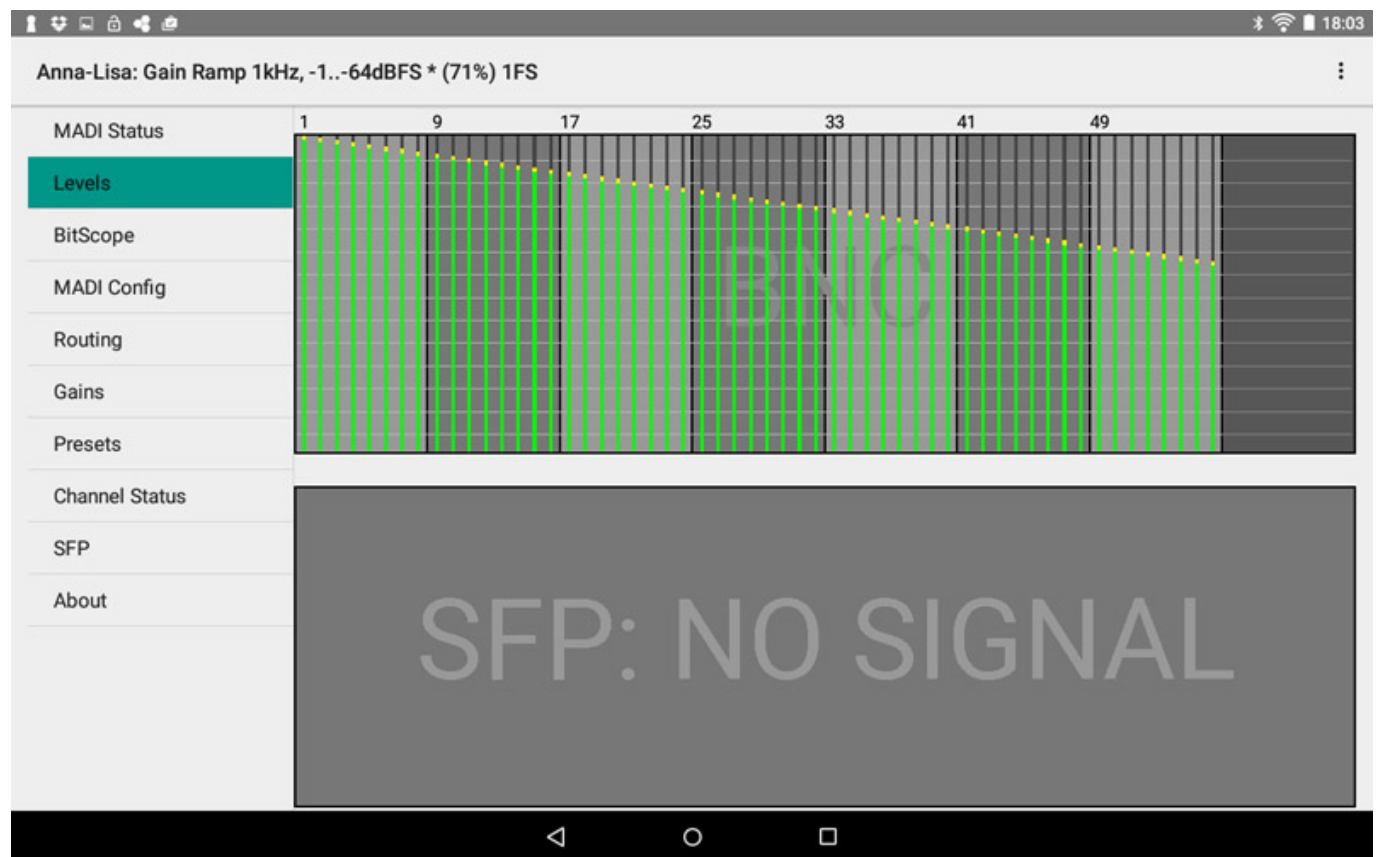 18:03
Anna-Lisa: Gain Ramp 1kHz, -1..-64dBFS * (71%) 1FS
MADI Status
Levels
BitScope
MADI Config
Routing
Gains
Presets
Channel Status
SFP
About
1 9 17 25 33 41 49
BNC
SFP: NO SIGNAL